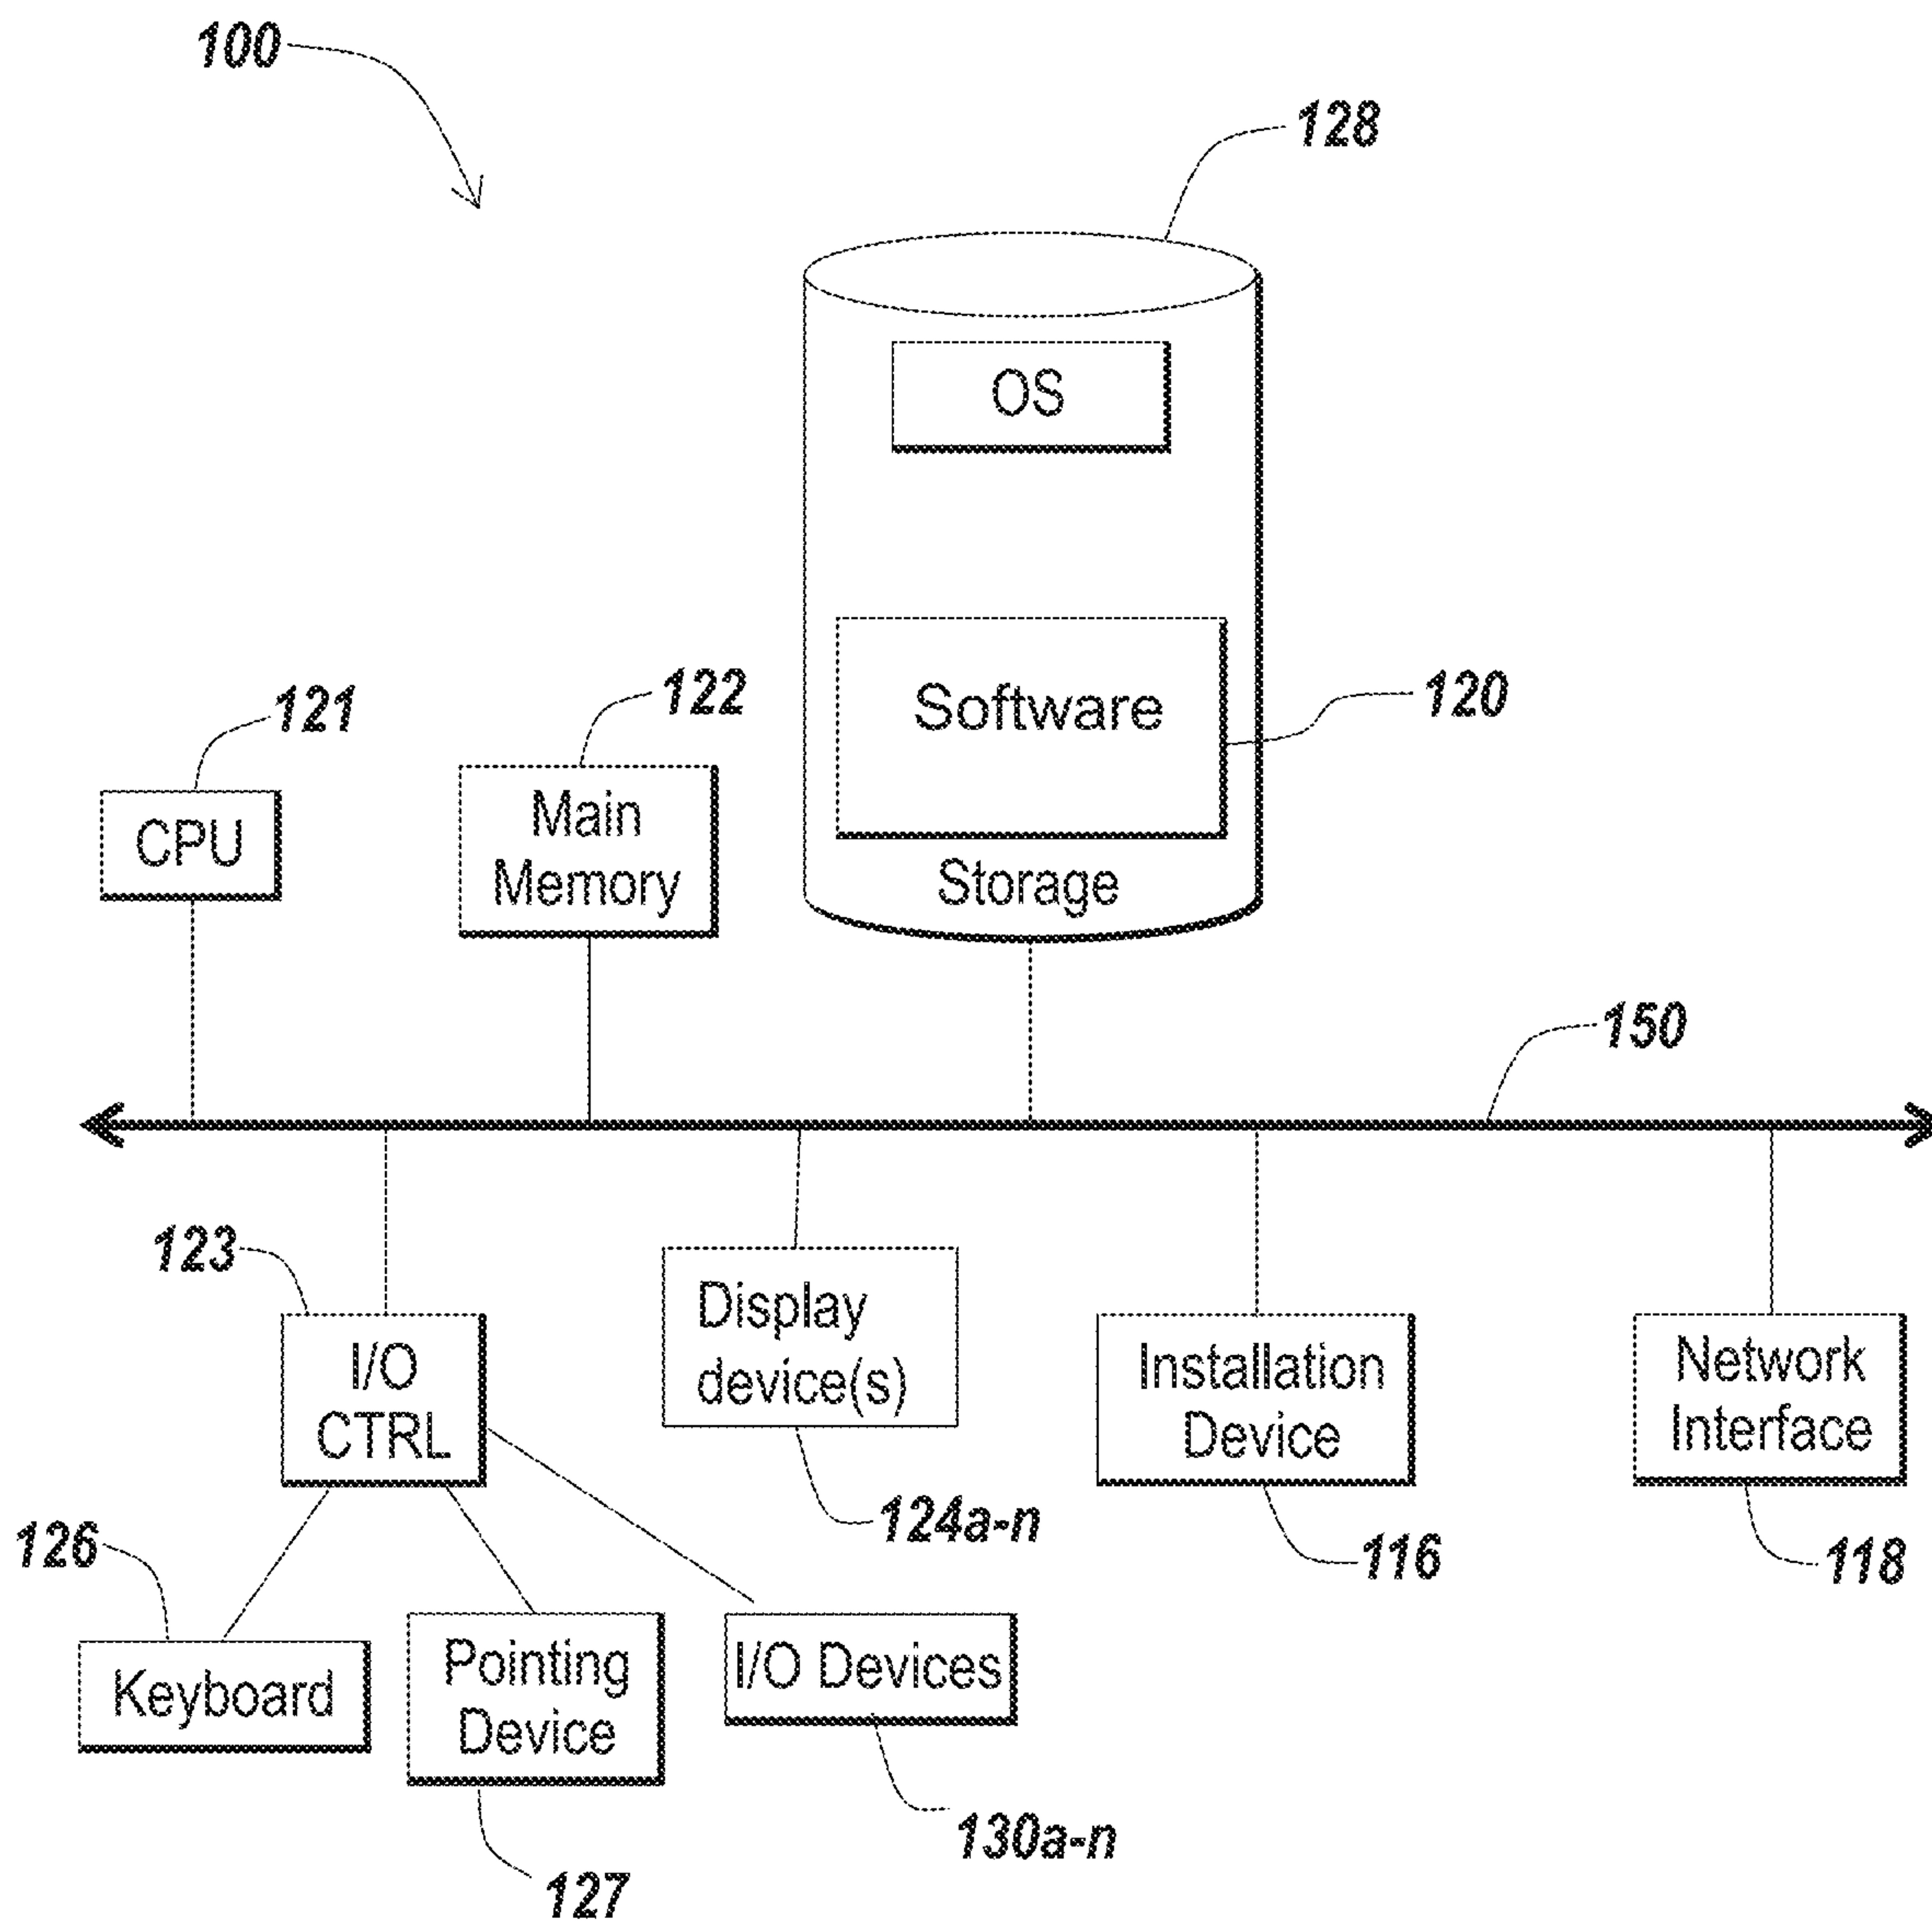 100
128
OS
Software
120
Storage
121
CPU
122
Main
Memory
150
123
I/O
CTRL
Display
device(s)
124a-n
Installation
Device
116
Network
Interface
118
126
Keyboard
Pointing
Device
127
I/O Devices
130a-n